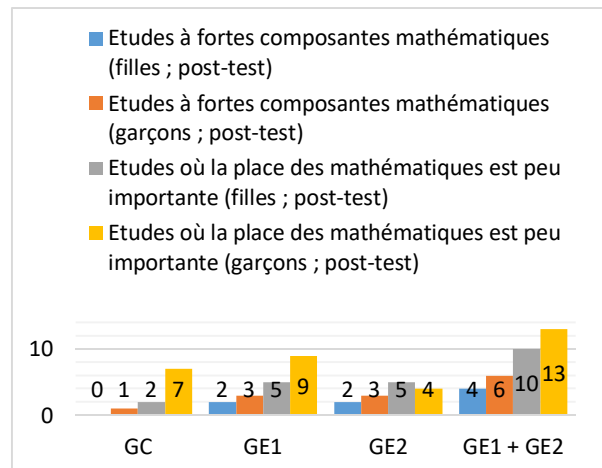 Etudes à fortes composantes mathématiques
(filles ; post-test)
Etudes à fortes composantes mathématiques
(garçons ; post-test)
Etudes où la place des mathématiques est peu
importante (filles ; post-test)
Etudes où la place des mathématiques est peu
importante (garçons ; post-test)
10
0 1 2 7 2 3 5 9 2 3 5 4 4 6 10 13
0
GC GE1 GE2 GE1 + GE2